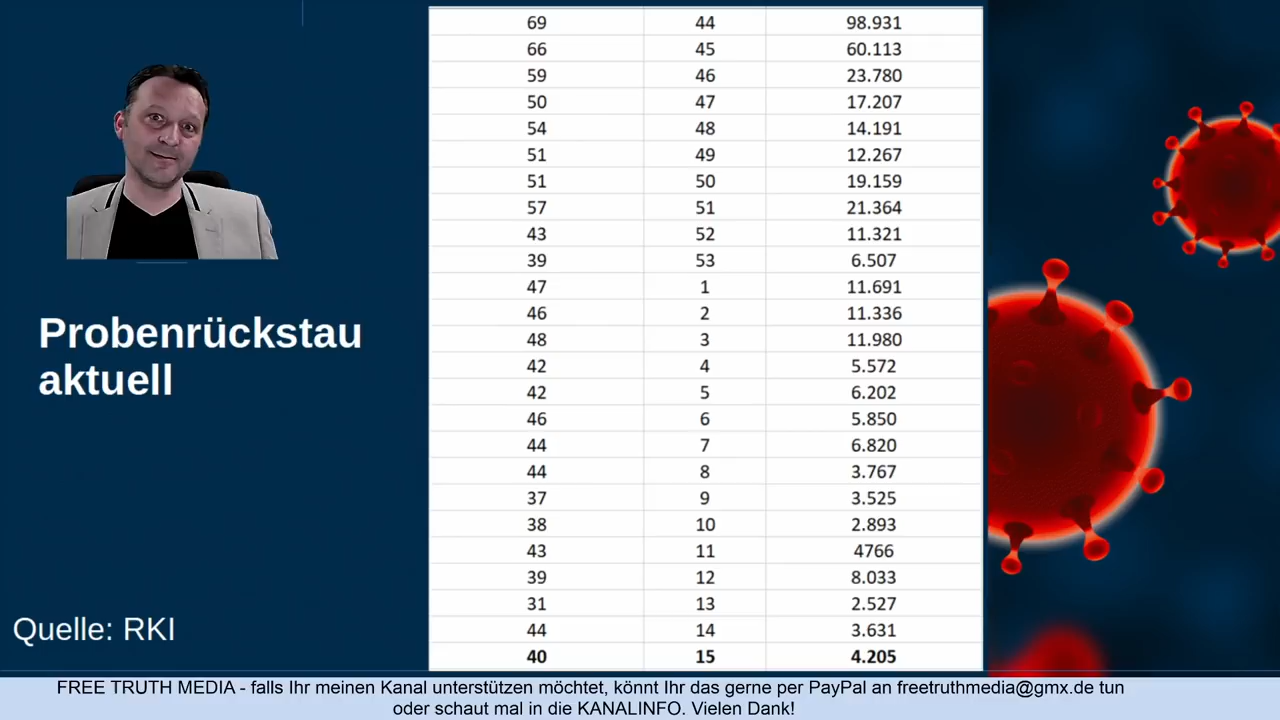 69 44 98.931
66 45 60.113
59 46 23.780
50 47 17.207
54 48 14.191
51 49 12.267
51 50 19.159
57 51 21.364
43 52 11.321
39 53 6.507
47 1 11.691
46 2 11.336
48 3 11.980
42 4 5.572
42 5 6.202
46 6 5.850
44 7 6.820
44 8 3.767
37 9 3.525
38 10 2.893
43 11 4766
39 12 8.033
31 13 2.527
44 14 3.631
40 15 4.205
Probenrückstau
aktuell
Quelle: RKI
FREE TRUTH MEDIA - falls Ihr meinen Kanal unterstützen möchtet, könnt Ihr das gerne per PayPal an freetruthmedia@gmx.de tun
oder schaut mal in die KANALINFO. Vielen Dank!